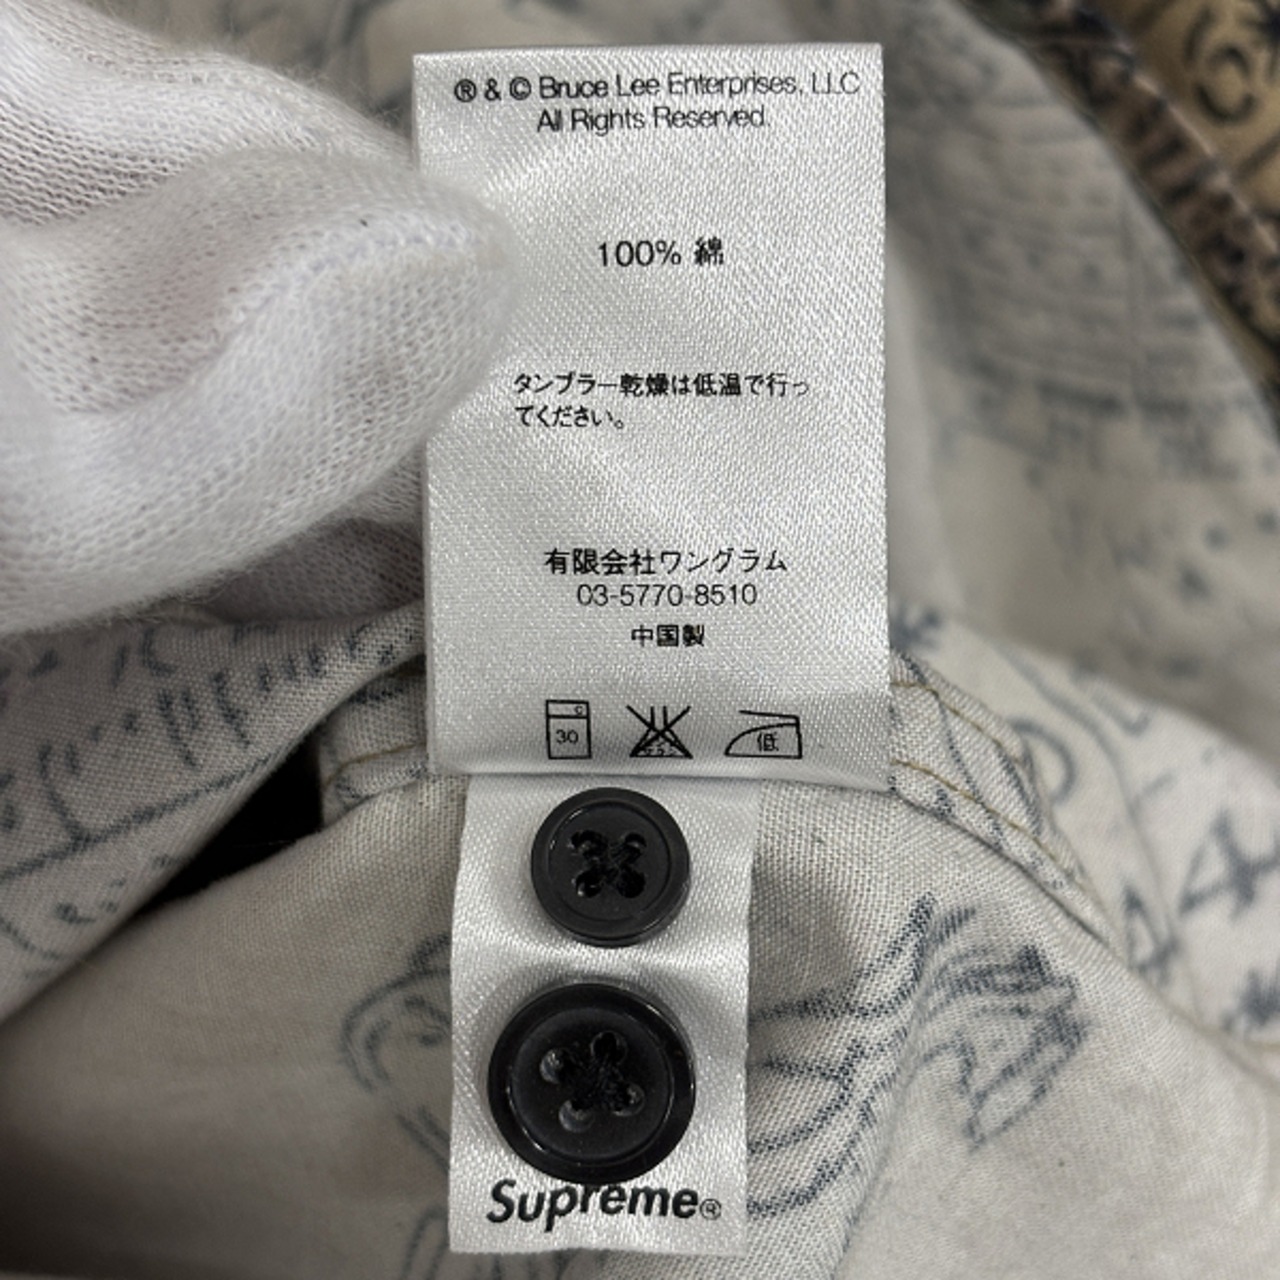 ® & © Bruce Lee Enterprises, LLC
All Rights Reserved.
100% 綿
タンブラー乾燥は低温で行っ
てください。
有限会社ワングラム
03-5770-8510
中国製
C
30
低
Supreme®